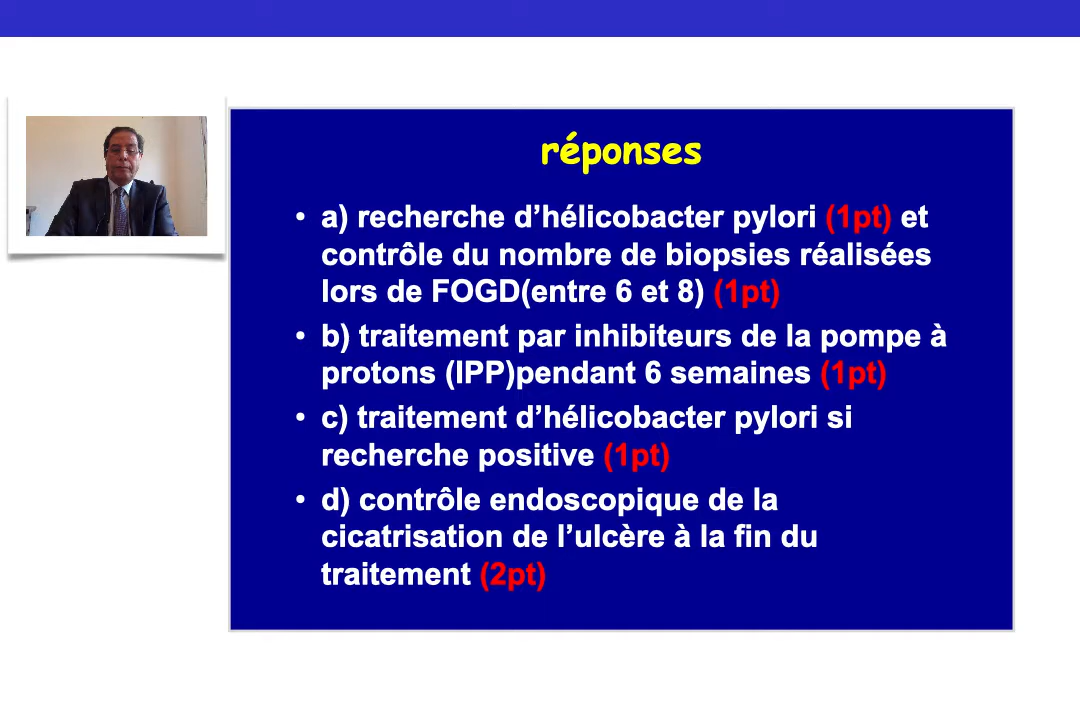 réponses
• a) recherche d’hélicobacter pylori (1pt) et
contrôle du nombre de biopsies réalisées
lors de FOGD(entre 6 et 8) (1pt)
• b) traitement par inhibiteurs de la pompe à
protons (IPP)pendant 6 semaines (1pt)
• c) traitement d’hélicobacter pylori si
recherche positive (1pt)
• d) contrôle endoscopique de la
cicatrisation de l’ulcère à la fin du
traitement (2pt)